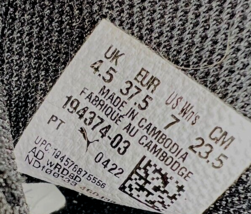 UK EUR US Wn's CM
4.5 37.5 7 23.5
MADE IN CAMBODIA
FABRIQUÉ AU CAMBODGE
194374-03
PT 0422